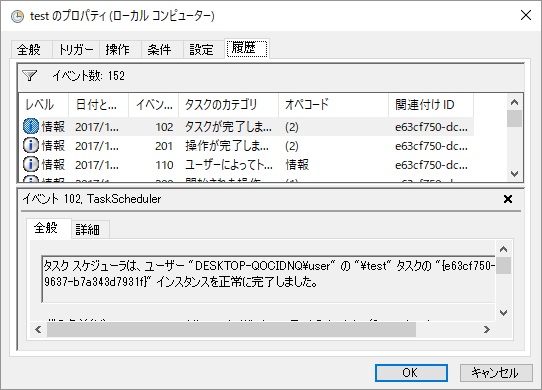 test のプロパティ (ローカル コンピューター)
全般 トリガー 操作 条件 設定 履歴
イベント数: 152
レベル 日付と... イベン... タスクのカテゴリ オペコード 関連付け ID
情報 2017/1... 102 タスクが完了しま... (2) e63cf750-dc...
情報 2017/1... 201 操作が完了しま... (2) e63cf750-dc...
情報 2017/1... 110 ユーザーによってト... 情報 e63cf750-dc...
イベント 102, TaskScheduler
全般 詳細
タスク スケジューラは、ユーザー "DESKTOP-QOCIDNQ\user" の "\test" タスクの "{e63cf750-
9637-b7a343d7931f}" インスタンスを正常に完了しました。
OK キャンセル